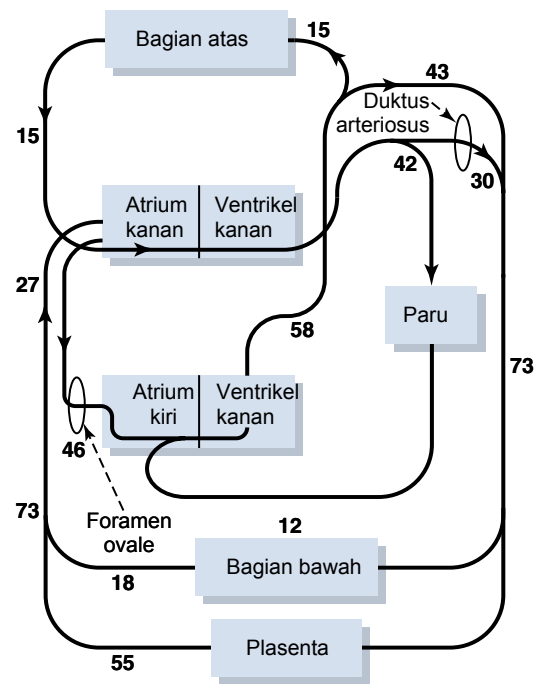 Bagian atas
15
43
Duktus
arteriosus
15
42
30
Atrium
kanan
Ventrikel
kanan
27
Paru
58
73
Atrium
kiri
Ventrikel
kanan
46
73
Foramen
ovale
12
Bagian bawah
18
Plasenta
55